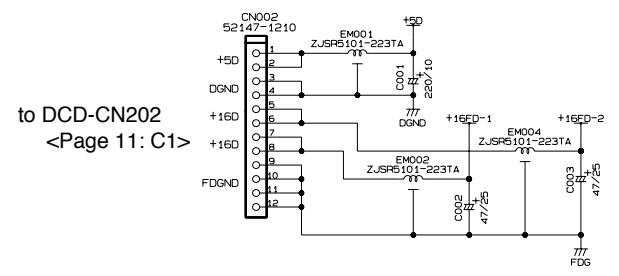 CN002
52147-1210
+5D
EM001
ZJSR5101-223TA
1
+5D
2
3
DGND
4
C001
220/10
+
5
+16D
6
DGND
to DCD-CN202
<Page 11: C1>
+16FD-1
+16FD-2
7
+16D
8
EM004
ZJSR5101-223TA
9
EM002
ZJSR5101-223TA
10
FDGND
11
12
C002
47/25
+
C003
47/25
+
FDG